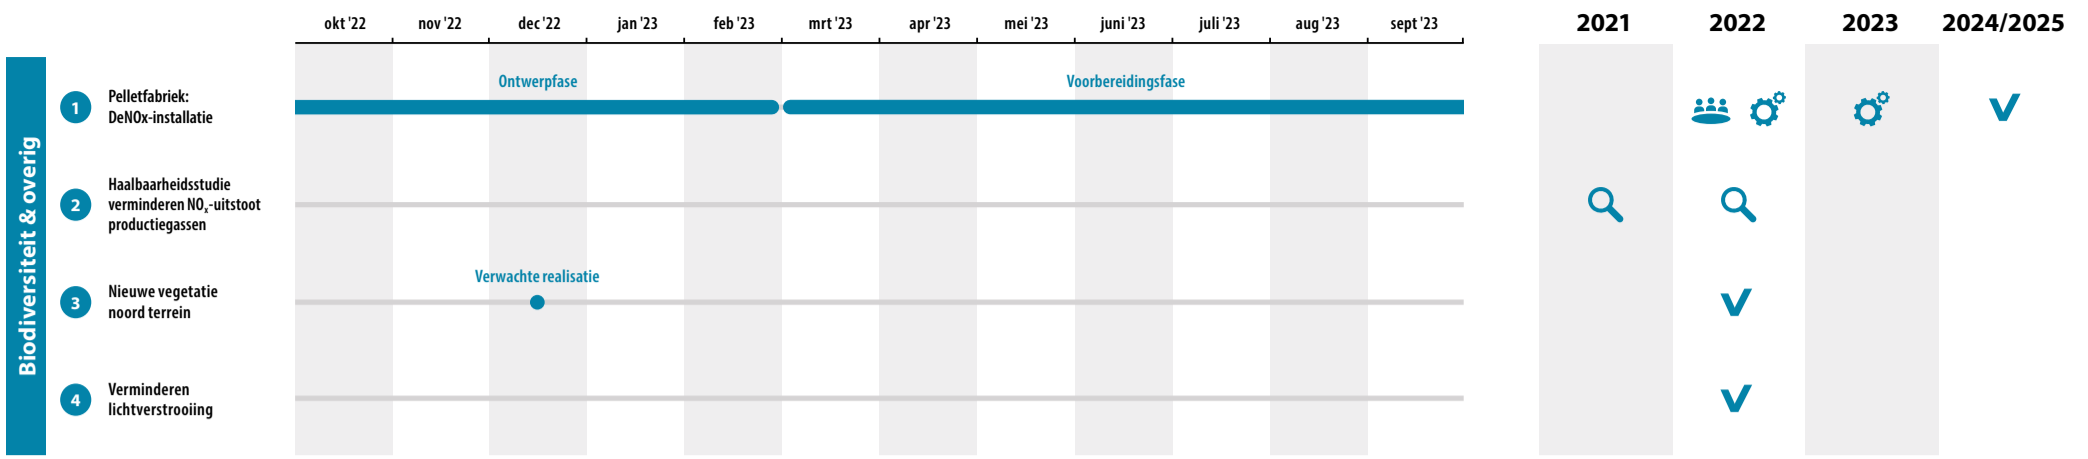 okt '22 nov '22 dec '22 jan '23 feb '23 mrt '23 apr '23 mei '23 juni '23 juli '23 aug '23 sept '23 2021 2022 2023 2024/2025
Biodiversiteit & overig
1 Pelletfabriek:
DeNOx-installatie
Ontwerpfase Voorbereidingsfase
2 Haalbaarheidsstudie
verminderen NOx-uitstoot
productiegassen
3 Nieuwe vegetatie
noord terrein
Verwachte realisatie
4 Verminderen
lichtverstrooiing